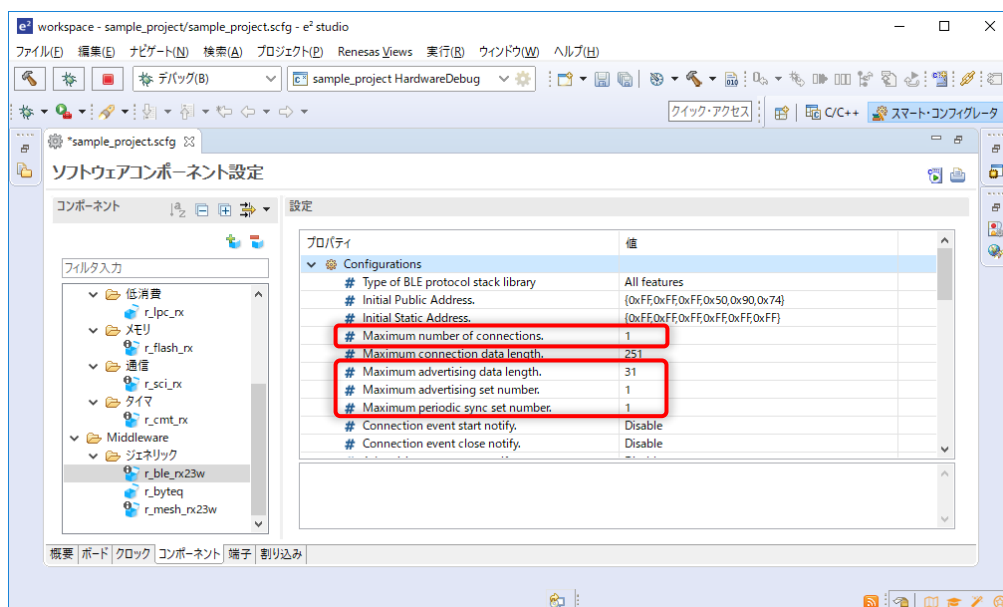 e² workspace - sample_project/sample_project.scfg - e² studio
ファイル(F) 編集(E) ナビゲート(N) 検索(A) プロジェクト(P) Renesas Views 実行(R) ウィンドウ(W) ヘルプ(H)
デバッグ(B) sample_project HardwareDebug
クイック・アクセス C/C++ スマート・コンフィグレータ
*sample_project.scfg
ソフトウェアコンポーネント設定
コンポーネント
設定
フィルタ入力
低消費
r_lpc_rx
メモリ
r_flash_rx
通信
r_sci_rx
タイマ
r_cmt_rx
Middleware
ジェネリック
r_ble_rx23w
r_byteq
r_mesh_rx23w
プロパティ 値
Configurations
# Type of BLE protocol stack library All features
# Initial Public Address. {0xFF,0xFF,0xFF,0x50,0x90,0x74}
# Initial Static Address. {0xFF,0xFF,0xFF,0xFF,0xFF,0xFF}
# Maximum number of connections. 1
# Maximum connection data length. 251
# Maximum advertising data length. 31
# Maximum advertising set number. 1
# Maximum periodic sync set number. 1
# Connection event start notify. Disable
# Connection event close notify. Disable
概要 ボード クロック コンポーネント 端子 割り込み